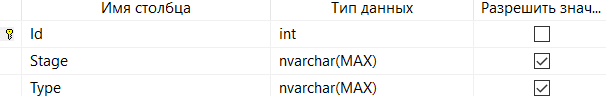 Имя столбца Тип данных Разрешить знач...
Id int
Stage nvarchar(MAX)
Type nvarchar(MAX)